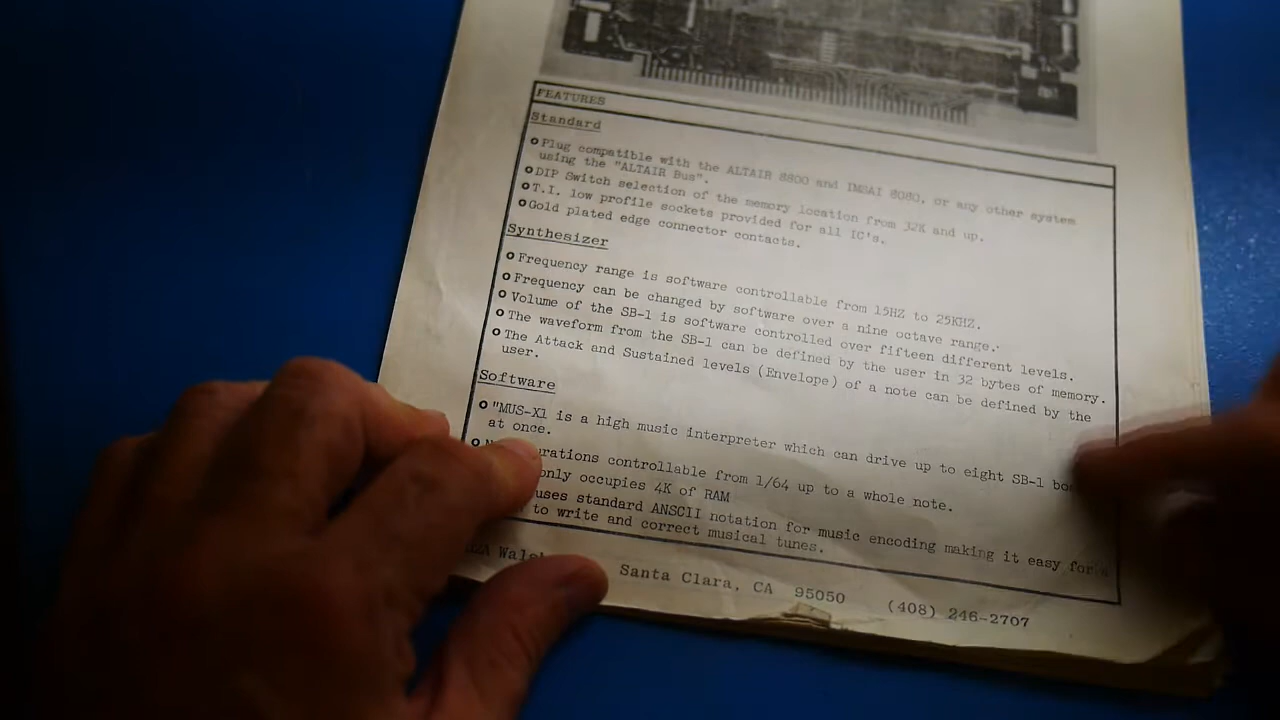 FEATURES
Standard
o Plug compatible with the ALTAIR 8800 and IMSAI 8080, or any other system
using the "ALTAIR Bus".
o DIP Switch selection of the memory location from 32K and up.
o T.I. low profile sockets provided for all IC's.
o Gold plated edge connector contacts.
Synthesizer
o Frequency range is software controllable from 15HZ to 25KHZ.
o Frequency can be changed by software over a nine octave range.
o Volume of the SB-1 is software controlled over fifteen different levels.
o The waveform from the SB-1 can be defined by the user in 32 bytes of memory.
o The Attack and Sustained levels (Envelope) of a note can be defined by the
user.
Software
o "MUS-X1 is a high music interpreter which can drive up to eight SB-1
at once.
o controllable from 1/64 up to a whole note.
only occupies 4K of RAM
uses standard ANSCII notation for music encoding making it easy for a
to write and correct musical tunes.
Santa Clara, CA 95050 (408) 246-2707